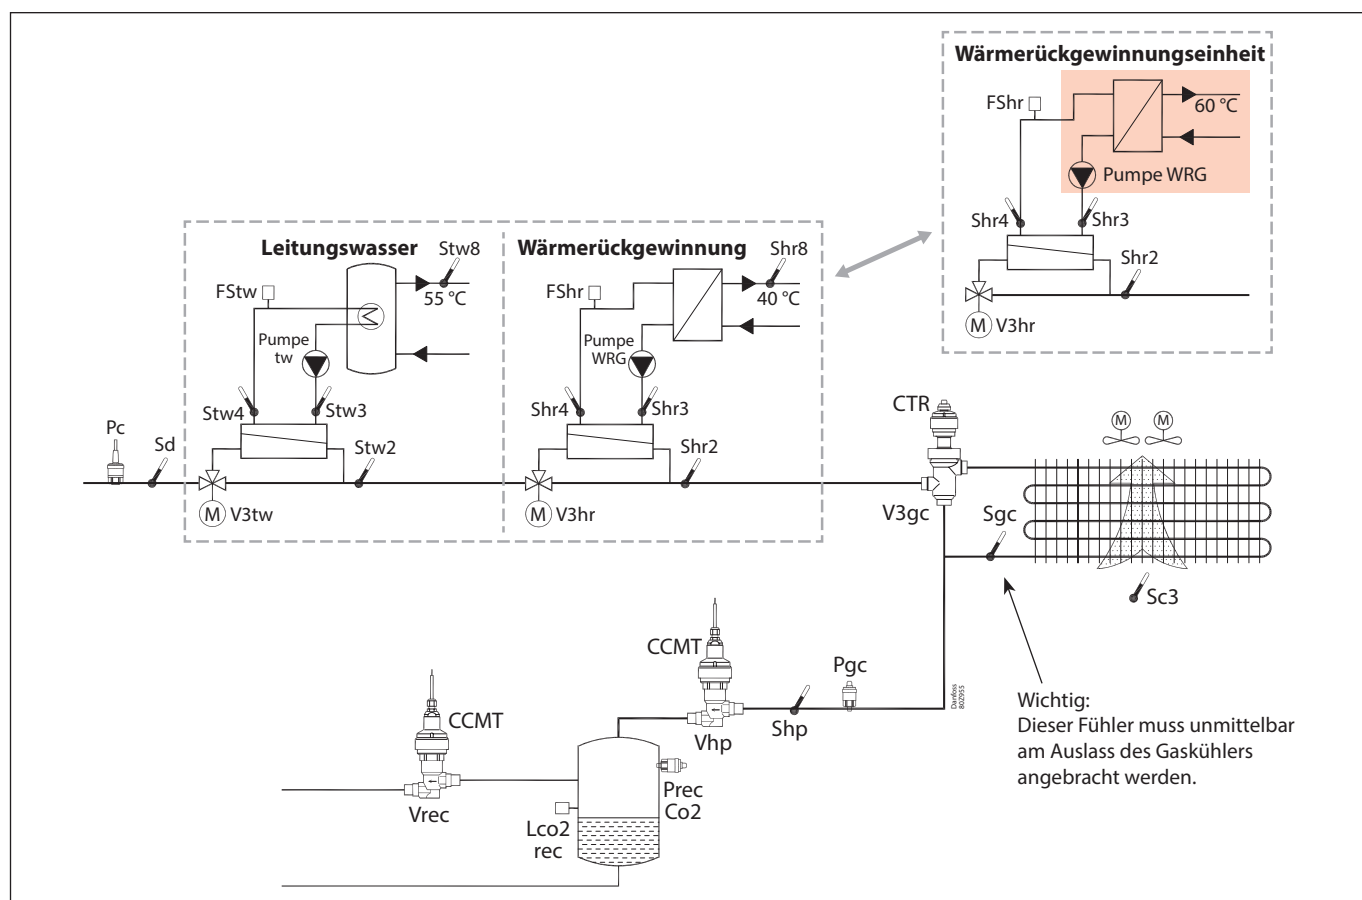 Wärmerückgewinnungseinheit
FShr
60 °C
Pumpe WRG
Shr4
Shr3
Shr2
M
V3hr
Leitungswasser
Stw8
FStw
55 °C
Pumpe
tw
Stw4
Stw3
Stw2
M
V3tw
Wärmerückgewinnung
Shr8
FShr
40 °C
Pumpe
WRG
Shr4
Shr3
Shr2
M
V3hr
Pc
Sd
CTR
V3gc
M
M
Sgc
Sc3
Wichtig:
Dieser Fühler muss unmittelbar
am Auslass des Gaskühlers
angebracht werden.
CCMT
Vhp
Shp
Pgc
Danfoss
80Z955
CCMT
Vrec
Prec
Co2
Lco2
rec